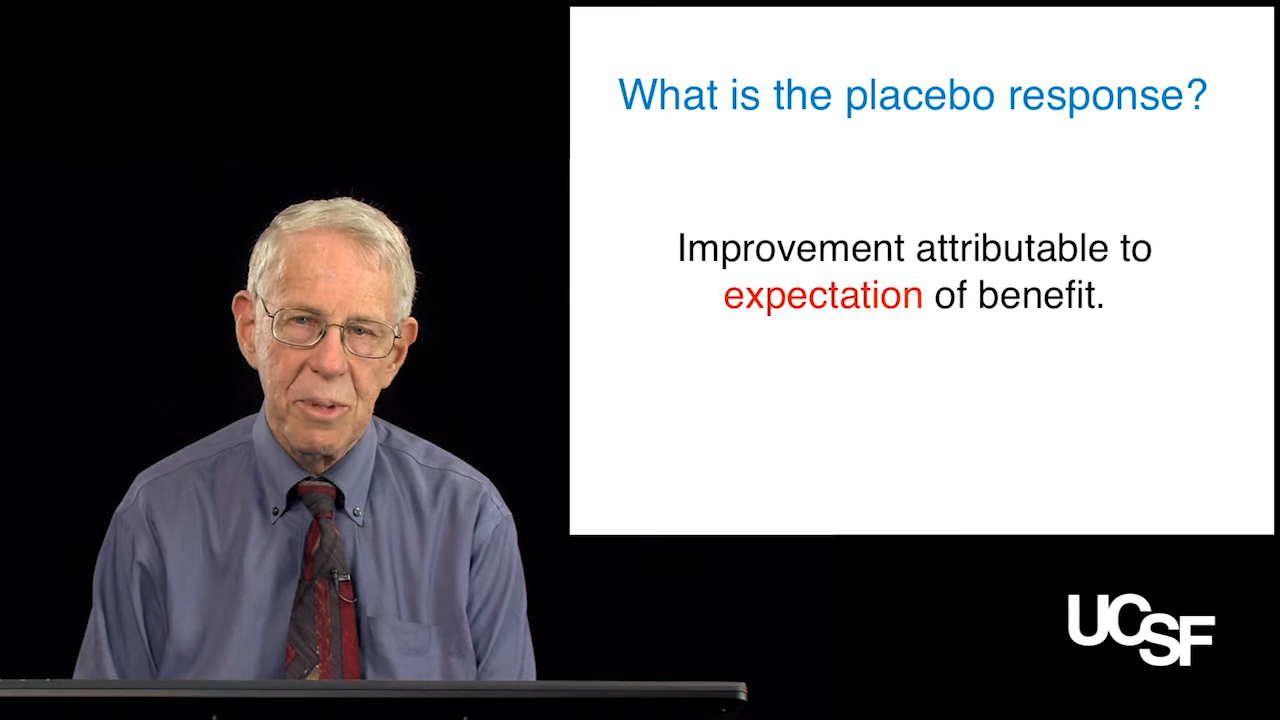 What is the placebo response?
Improvement attributable to
expectation of benefit.
UCSF